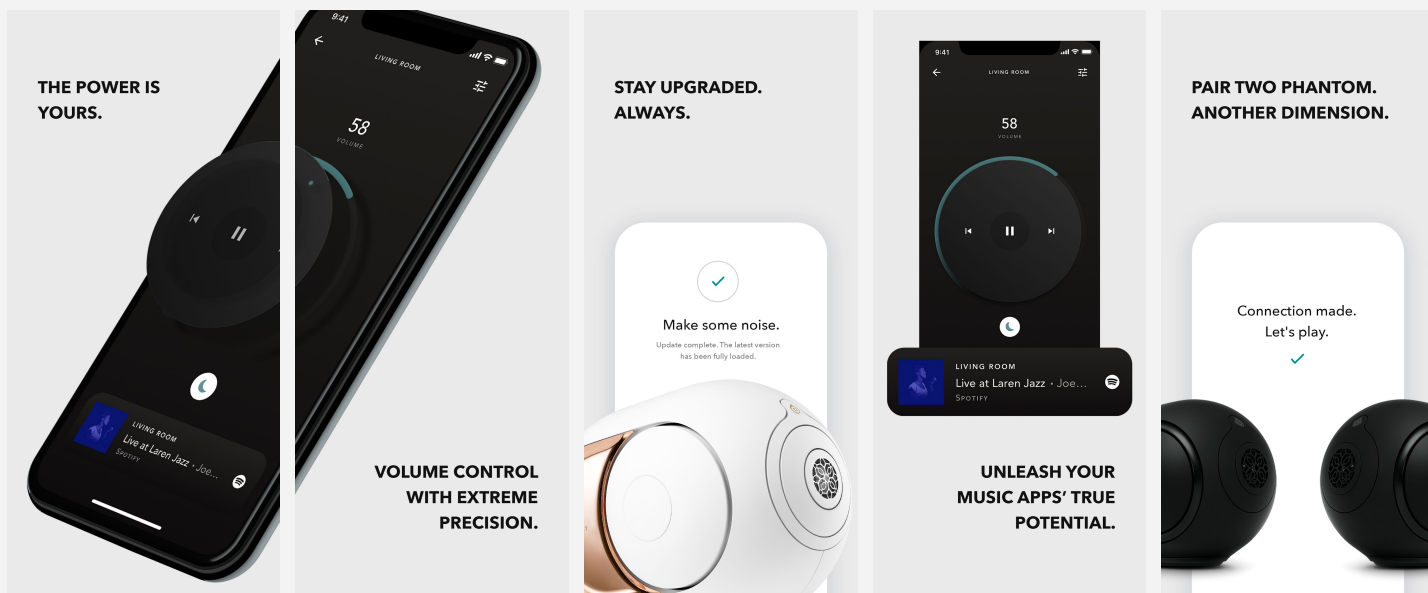 THE POWER IS
YOURS.
LIVING ROOM
Live at Laren Jazz • Joe...
SPOTIFY
9:41
LIVING ROOM
58
VOLUME
VOLUME CONTROL
WITH EXTREME
PRECISION.
STAY UPGRADED.
ALWAYS.
Make some noise.
Update complete. The latest version
has been fully loaded.
9:41
LIVING ROOM
58
VOLUME
LIVING ROOM
Live at Laren Jazz • Joe...
SPOTIFY
UNLEASH YOUR
MUSIC APPS’ TRUE
POTENTIAL.
PAIR TWO PHANTOM.
ANOTHER DIMENSION.
Connection made.
Let's play.